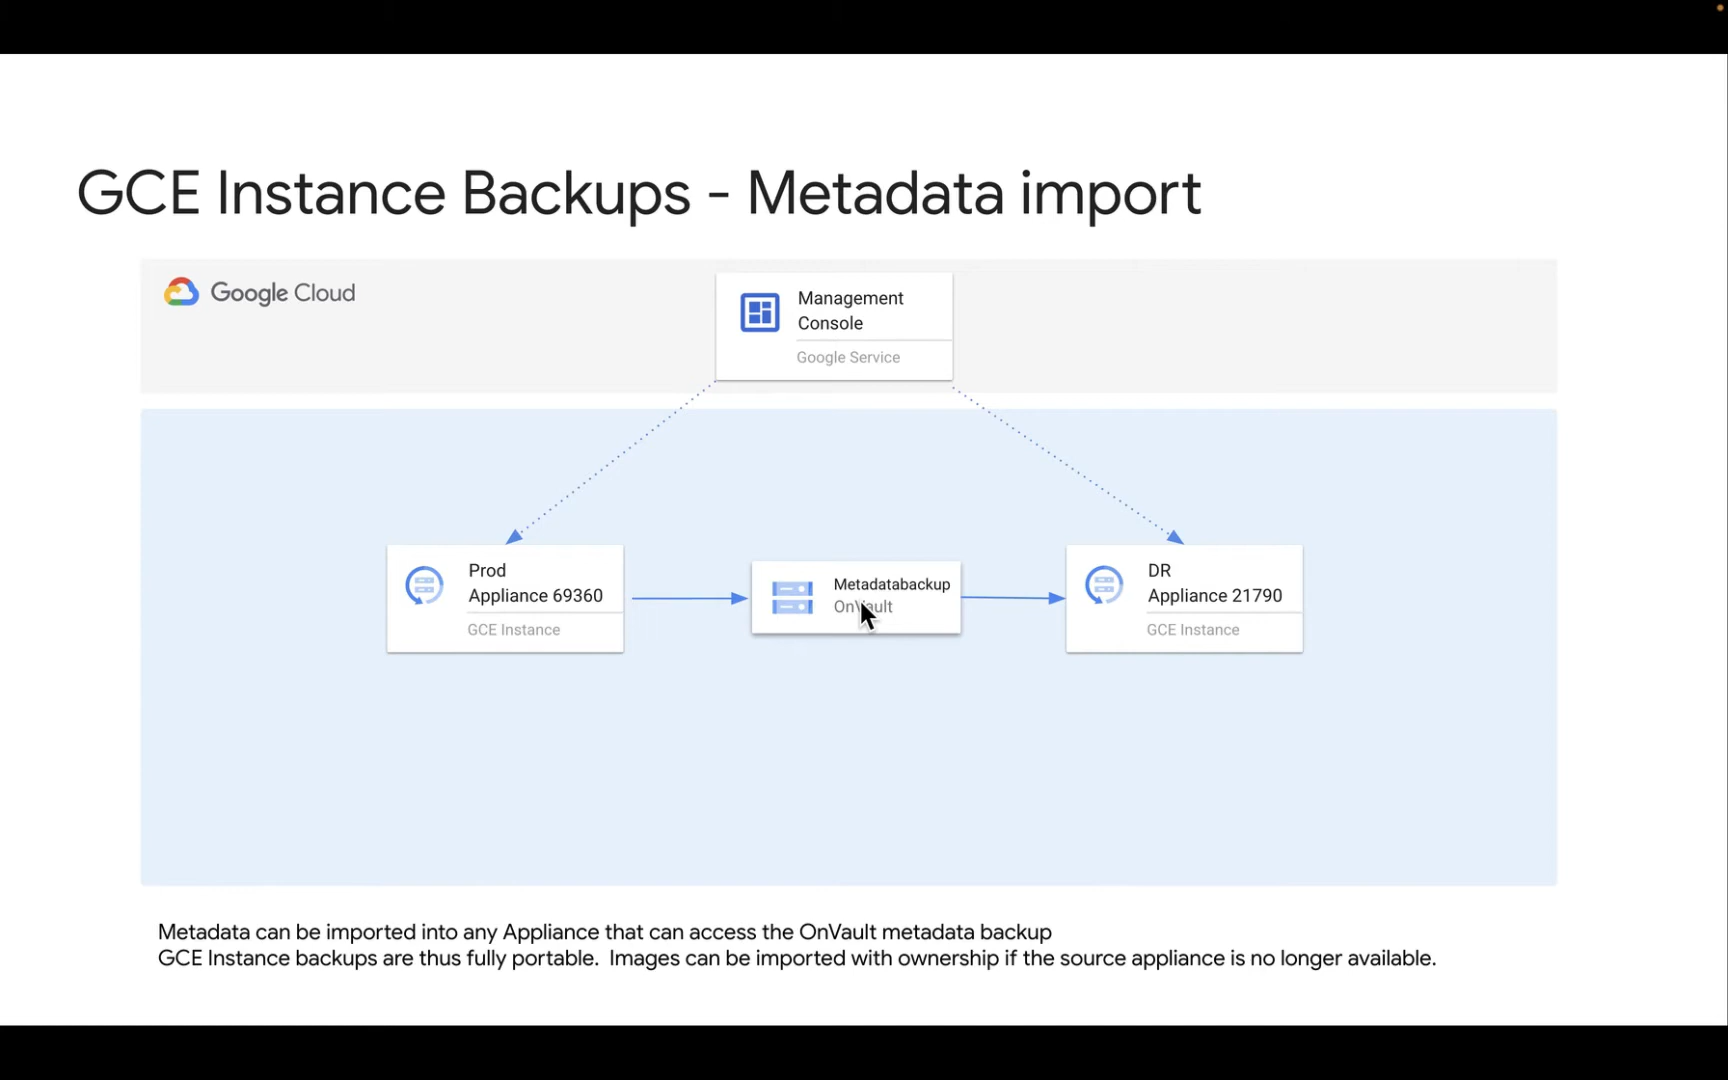 GCE Instance Backups - Metadata import
Google Cloud
Management
Console
Google Service
Prod
Appliance 69360
GCE Instance
Metadatabackup
OnVault
DR
Appliance 21790
GCE Instance
Metadata can be imported into any Appliance that can access the OnVault metadata backup
GCE Instance backups are thus fully portable.  Images can be imported with ownership if the source appliance is no longer available.